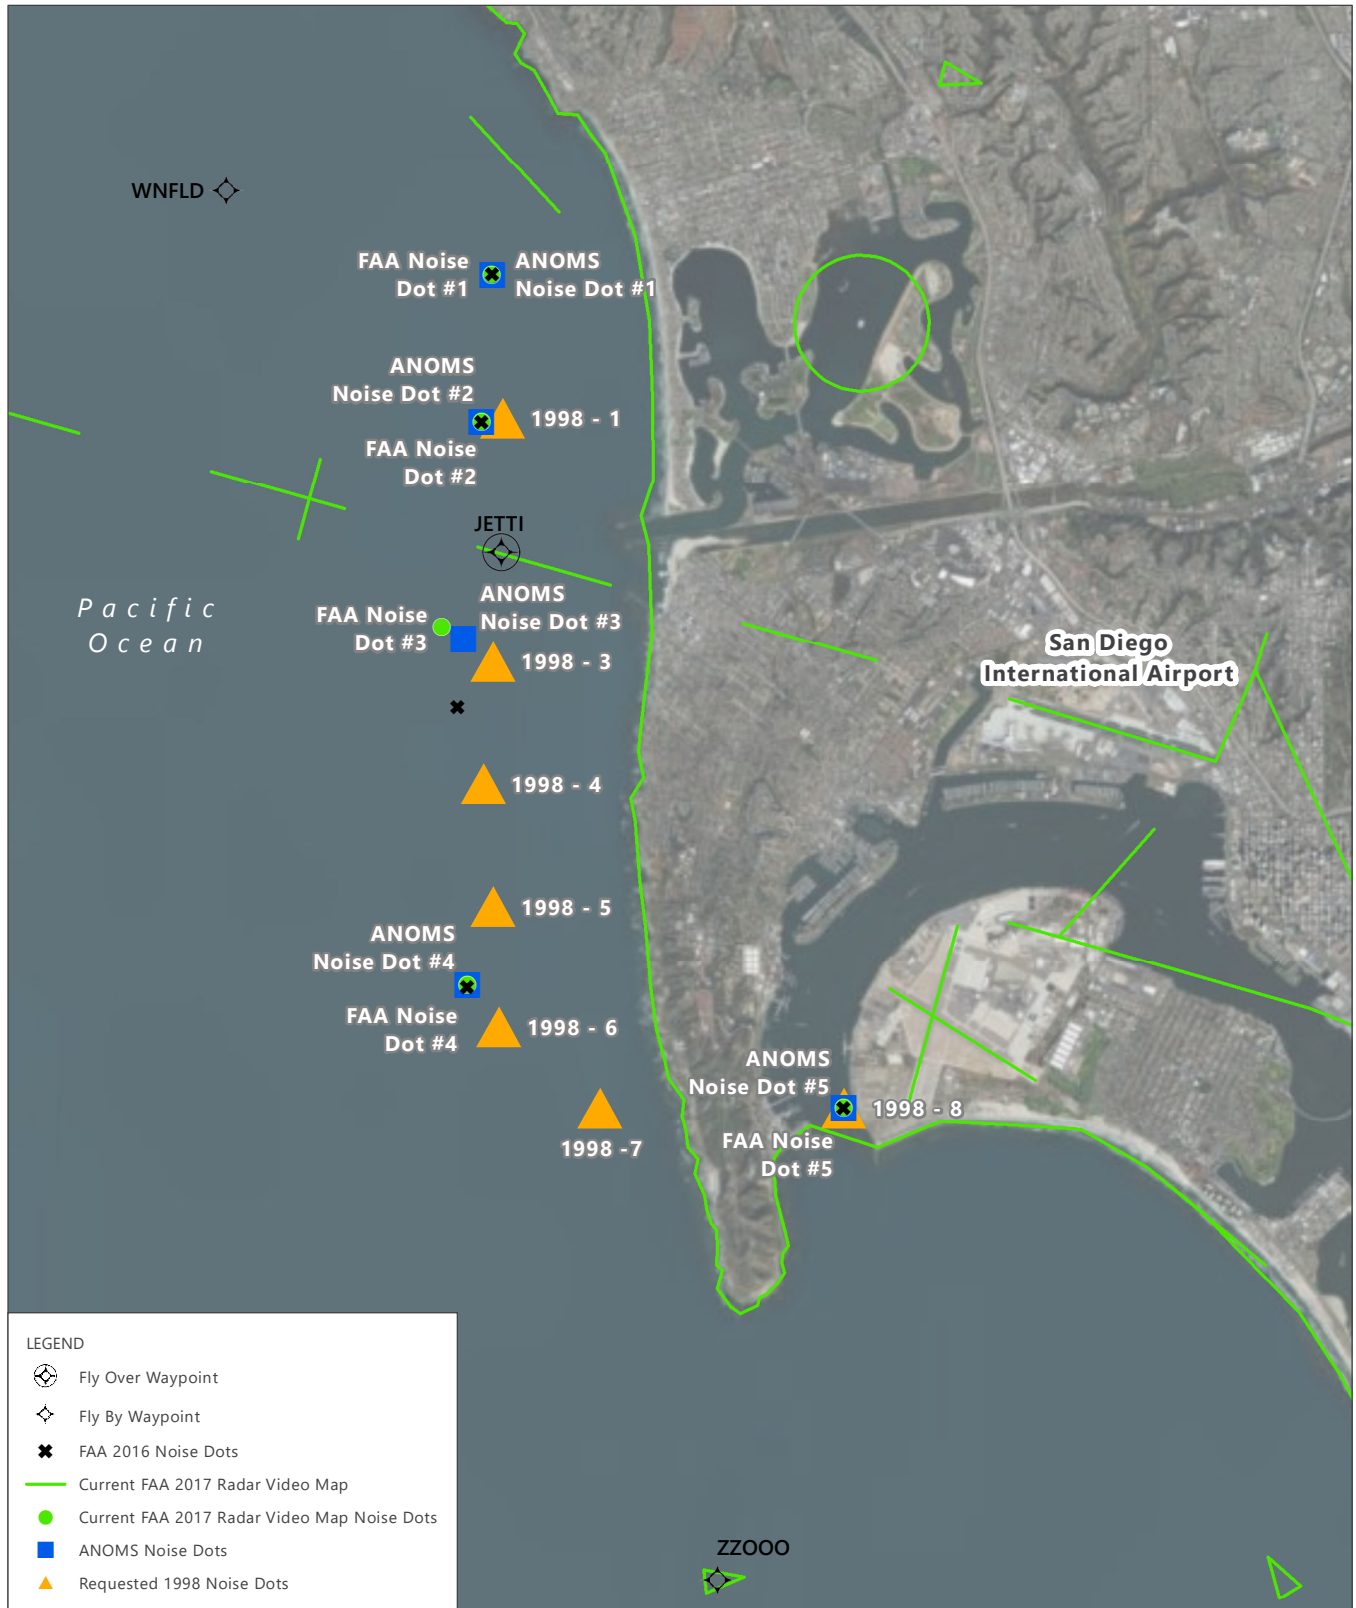 WNFLD
FAA Noise
Dot #1
ANOMS
Noise Dot #1
ANOMS
Noise Dot #2
1998 - 1
FAA Noise
Dot #2
JETTI
Pacific
Ocean
FAA Noise
Dot #3
ANOMS
Noise Dot #3
1998 - 3
San Diego
International Airport
1998 - 4
1998 - 5
ANOMS
Noise Dot #4
FAA Noise
Dot #4
1998 - 6
1998 -7
ANOMS
Noise Dot #5
1998 - 8
FAA Noise
Dot #5
LEGEND
Fly Over Waypoint
Fly By Waypoint
FAA 2016 Noise Dots
Current FAA 2017 Radar Video Map
Current FAA 2017 Radar Video Map Noise Dots
ANOMS Noise Dots
Requested 1998 Noise Dots
ZZOOO